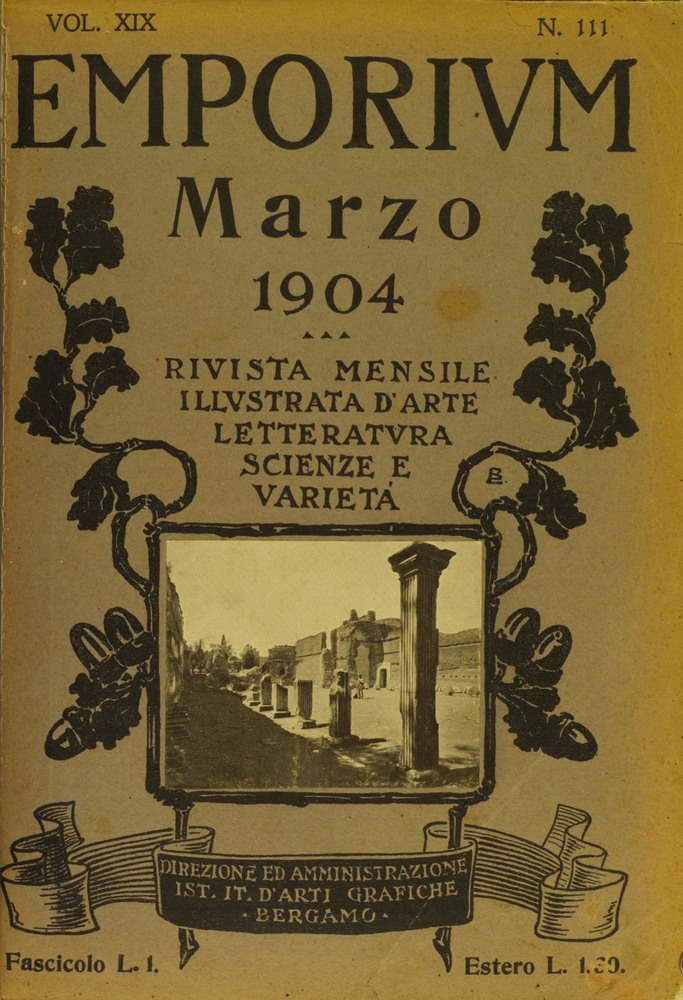 VOL. XIX
N. 111
EMPORIVM
Marzo
1904
RIVISTA MENSILE
ILLVSTRATA D'ARTE
LETTERATVRA
SCIENZE E
VARIETÀ
DIREZIONE ED AMMINISTRAZIONE
IST. IT. D'ARTI GRAFICHE
· BERGAMO ·
Fascicolo L. 1.
Estero L.